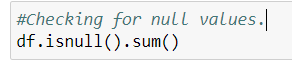 #Checking for null values.
df.isnull().sum()